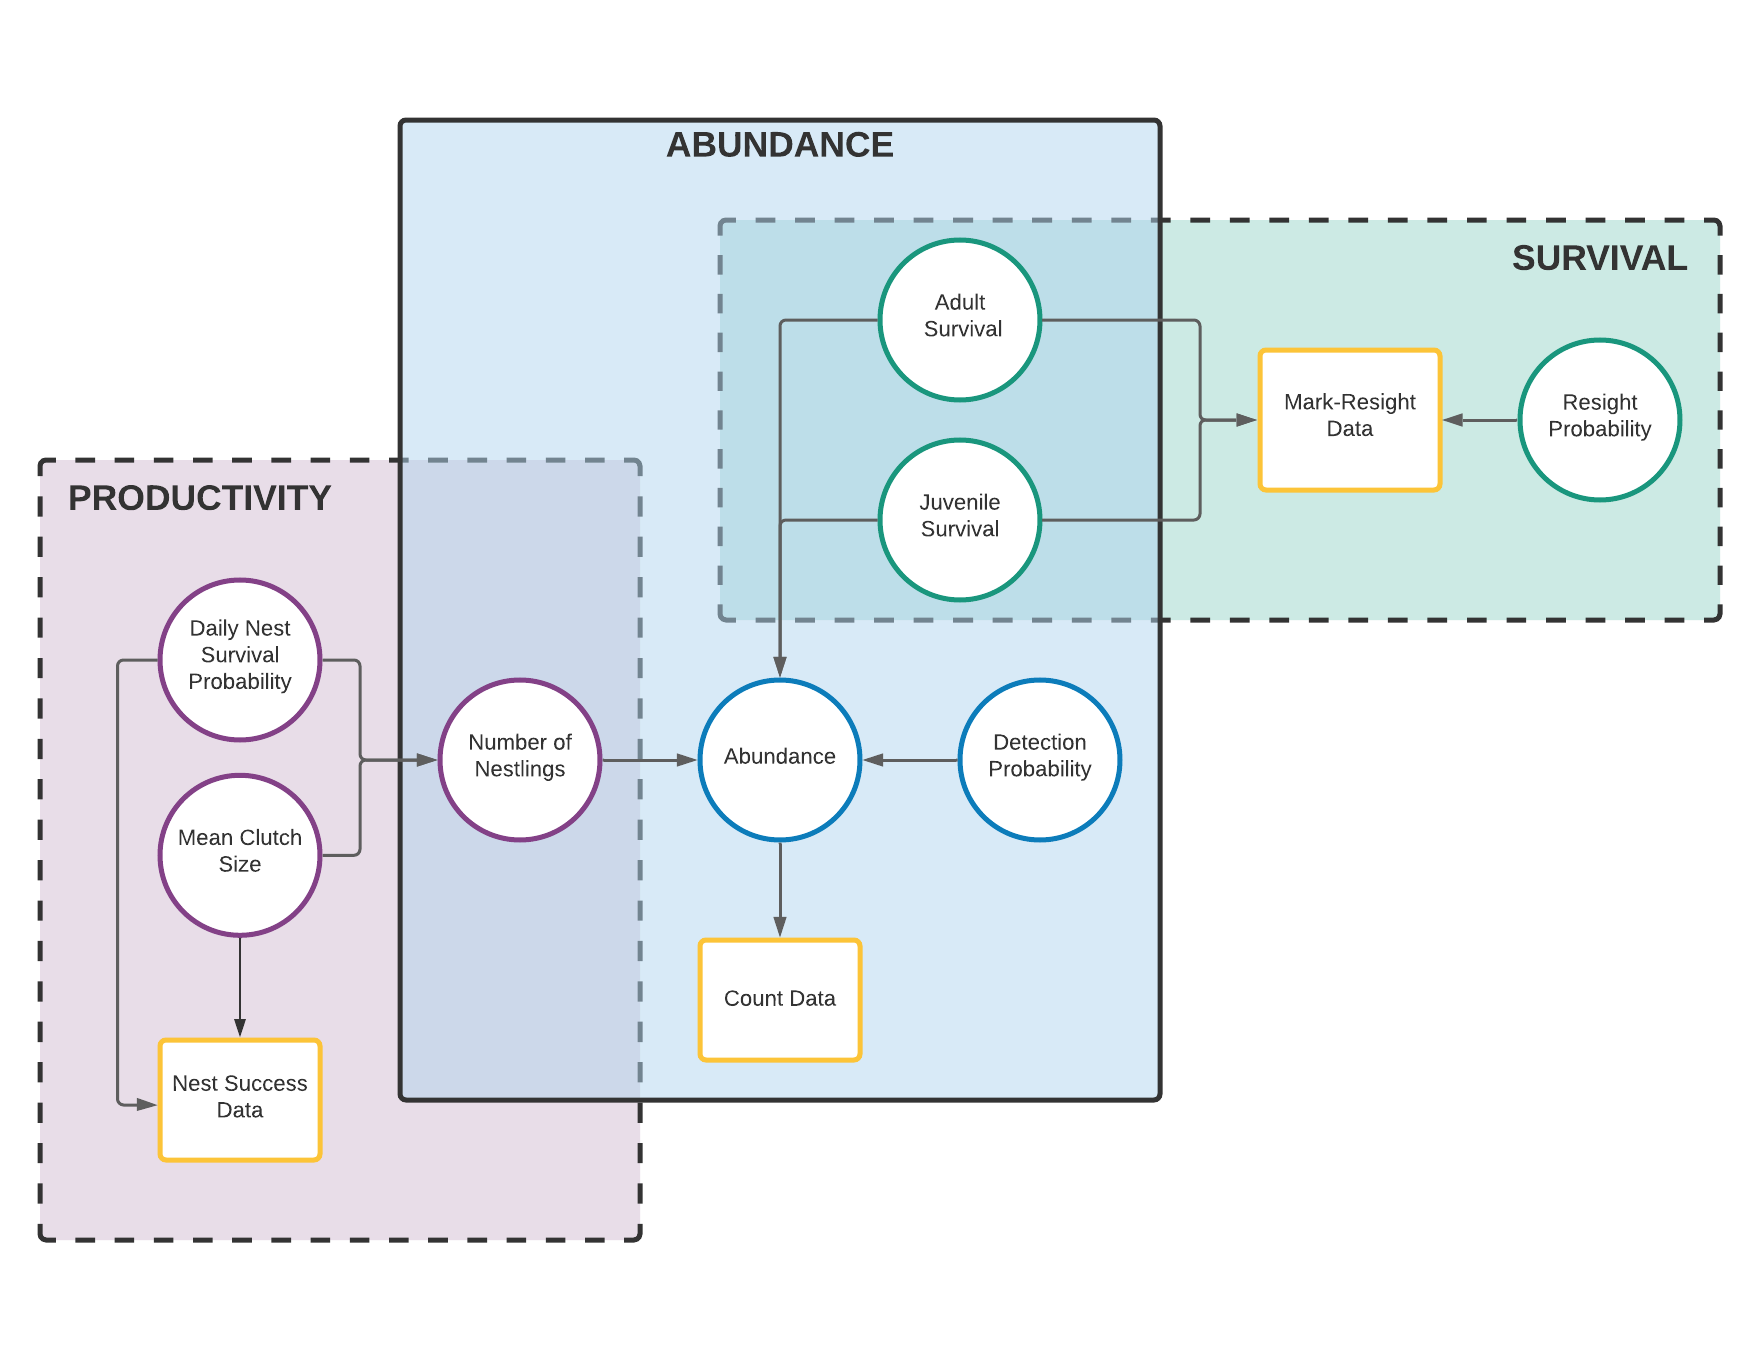 ABUNDANCE
SURVIVAL
Adult
Survival
Mark-Resight
Data
Resight
Probability
Juvenile
Survival
PRODUCTIVITY
Daily Nest
Survival
Probability
Number of
Nestlings
Abundance
Detection
Probability
Mean Clutch
Size
Count Data
Nest Success
Data